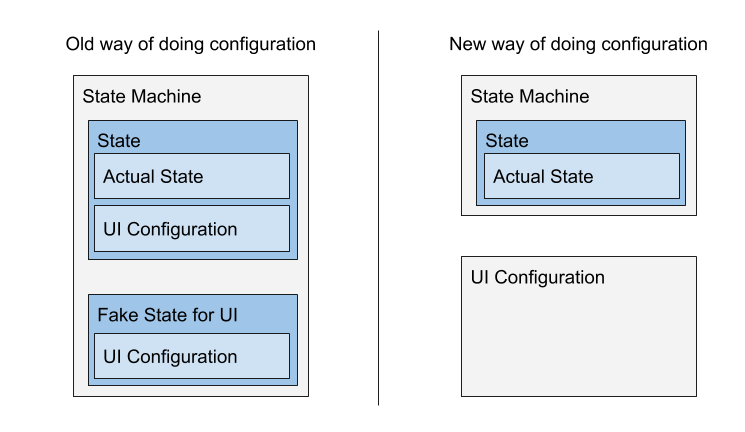 Old way of doing configuration
State Machine
State
Actual State
UI Configuration
Fake State for UI
UI Configuration
New way of doing configuration
State Machine
State
Actual State
UI Configuration